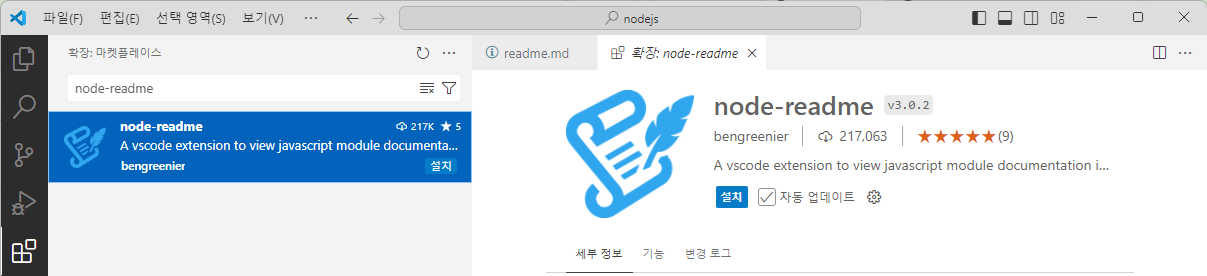 파일(F) 편집(E) 선택 영역(S) 보기(V) ··· nodejs
확장: 마켓플레이스
node-readme
node-readme 217K ★ 5
A vscode extension to view javascript module documenta...
bengreenier 설치
readme.md 확장: node-readme
node-readme v3.0.2
bengreenier 217,063 ★★★★★(9)
A vscode extension to view javascript module documentation i...
설치 자동 업데이트
세부 정보 기능 변경 로그